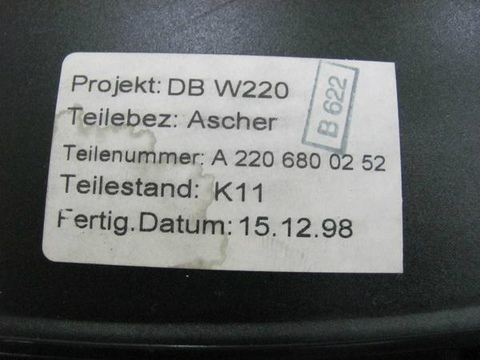 Projekt: DB W220
B 622
Teilebez: Ascher
Teilenummer: A 220 680 02 52
Teilestand: K11
Fertig.Datum: 15.12.98